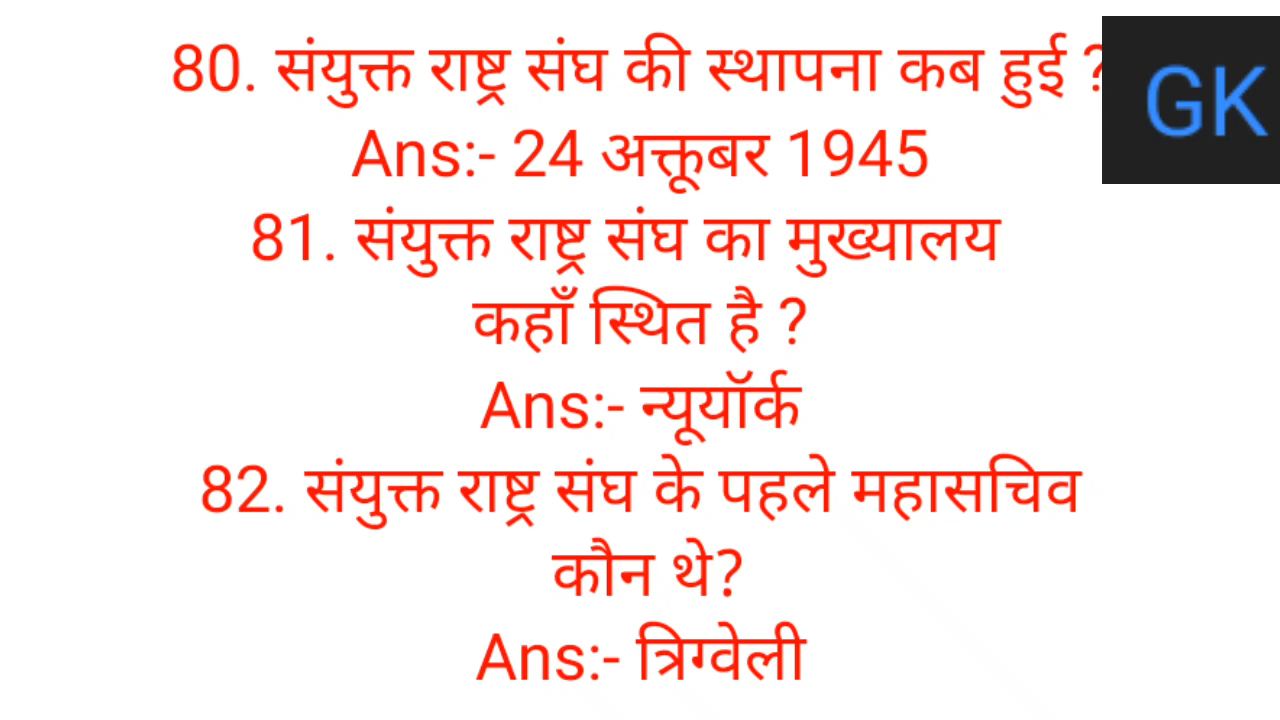 80. संयुक्त राष्ट्र संघ की स्थापना कब हुई ?
GK
Ans:- 24 अक्तूबर 1945
81. संयुक्त राष्ट्र संघ का मुख्यालय
कहाँ स्थित है ?
Ans:- न्यूयॉर्क
82. संयुक्त राष्ट्र संघ के पहले महासचिव
कौन थे?
Ans:- त्रिग्वेली